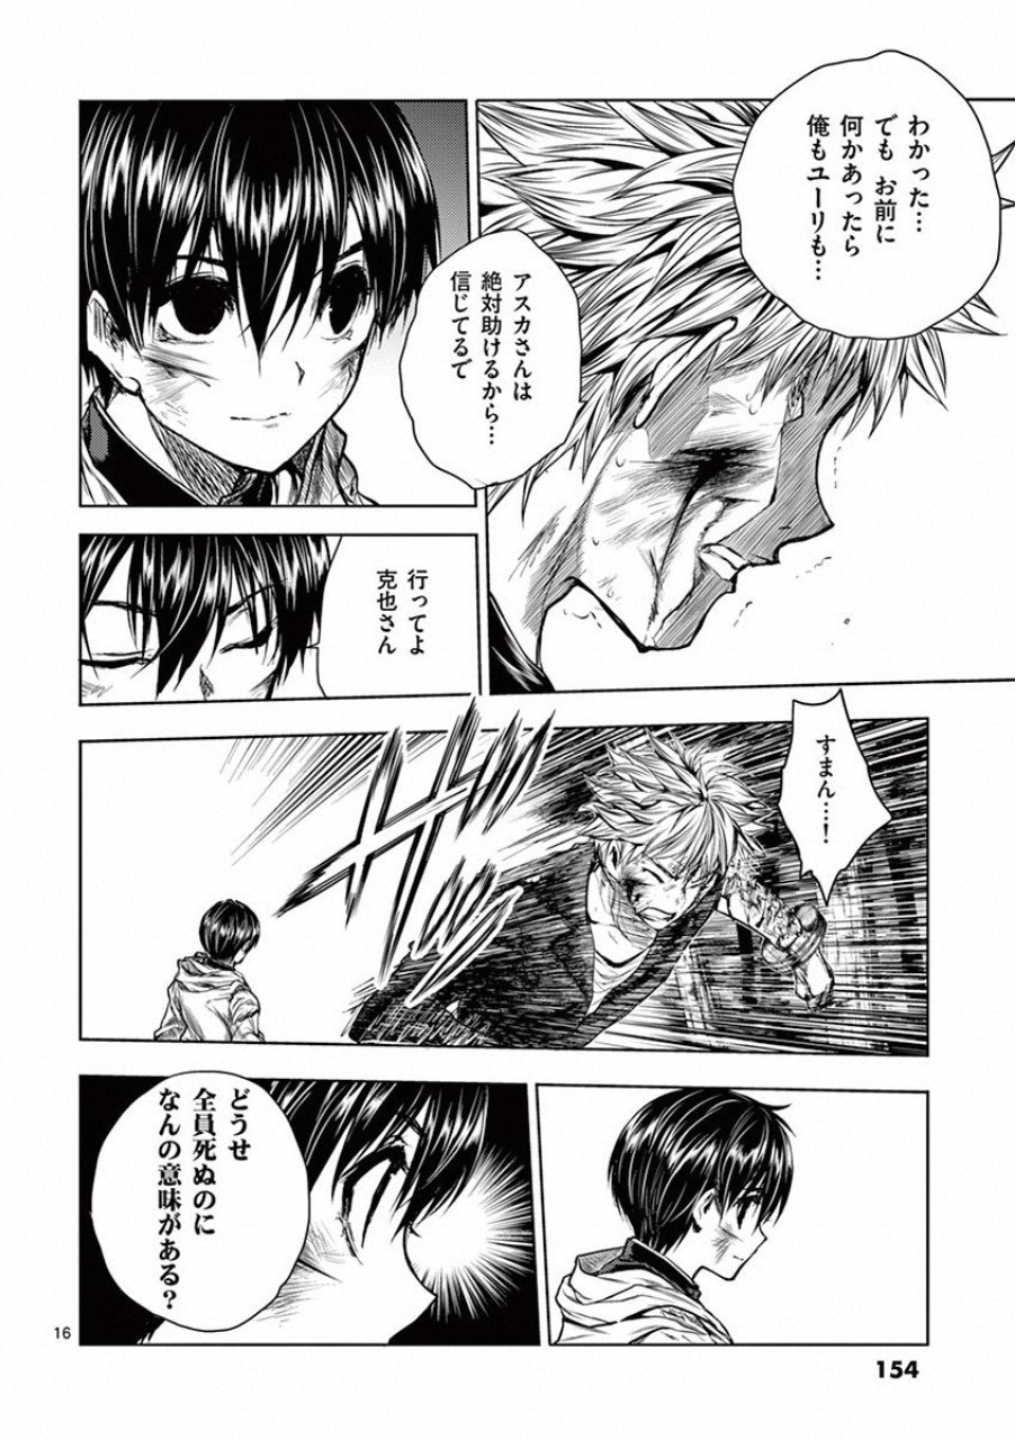 わかった…
でも お前に
何かあったら
俺もユーリも…
アスカさんは
絶対助けるから…
信じてるで
行ってよ
克也さん
すまん…！
どうせ
全員死ぬのに
なんの意味がある？
16
154